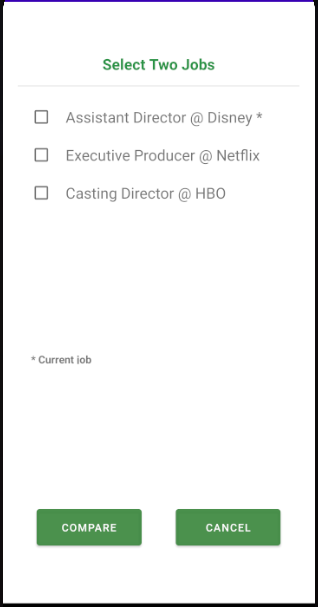 Select Two Jobs
Assistant Director @ Disney *
Executive Producer @ Netflix
Casting Director @ HBO
* Current job
COMPARE
CANCEL